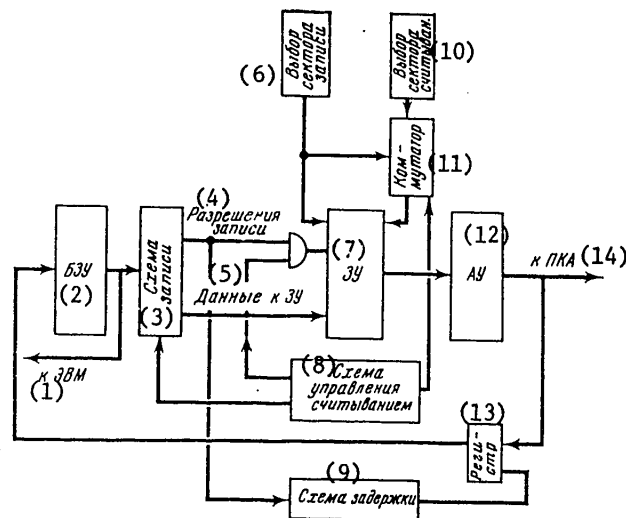 (6)
Выбор
сектора
записи
Выбор
сектора
считыван.
(10)
Ком-
мутатор
(11)
(4)
Разрешения
записи
(5)
Данные к ЗУ
БЗУ
(2)
Схема
записи
(3)
(7)
ЗУ
(12)
АУ
к ПКА (14)
к ЭВМ
(1)
(8)
Схема
управления
считыванием
(13)
Реги-
стр
(9)
Схема задержки